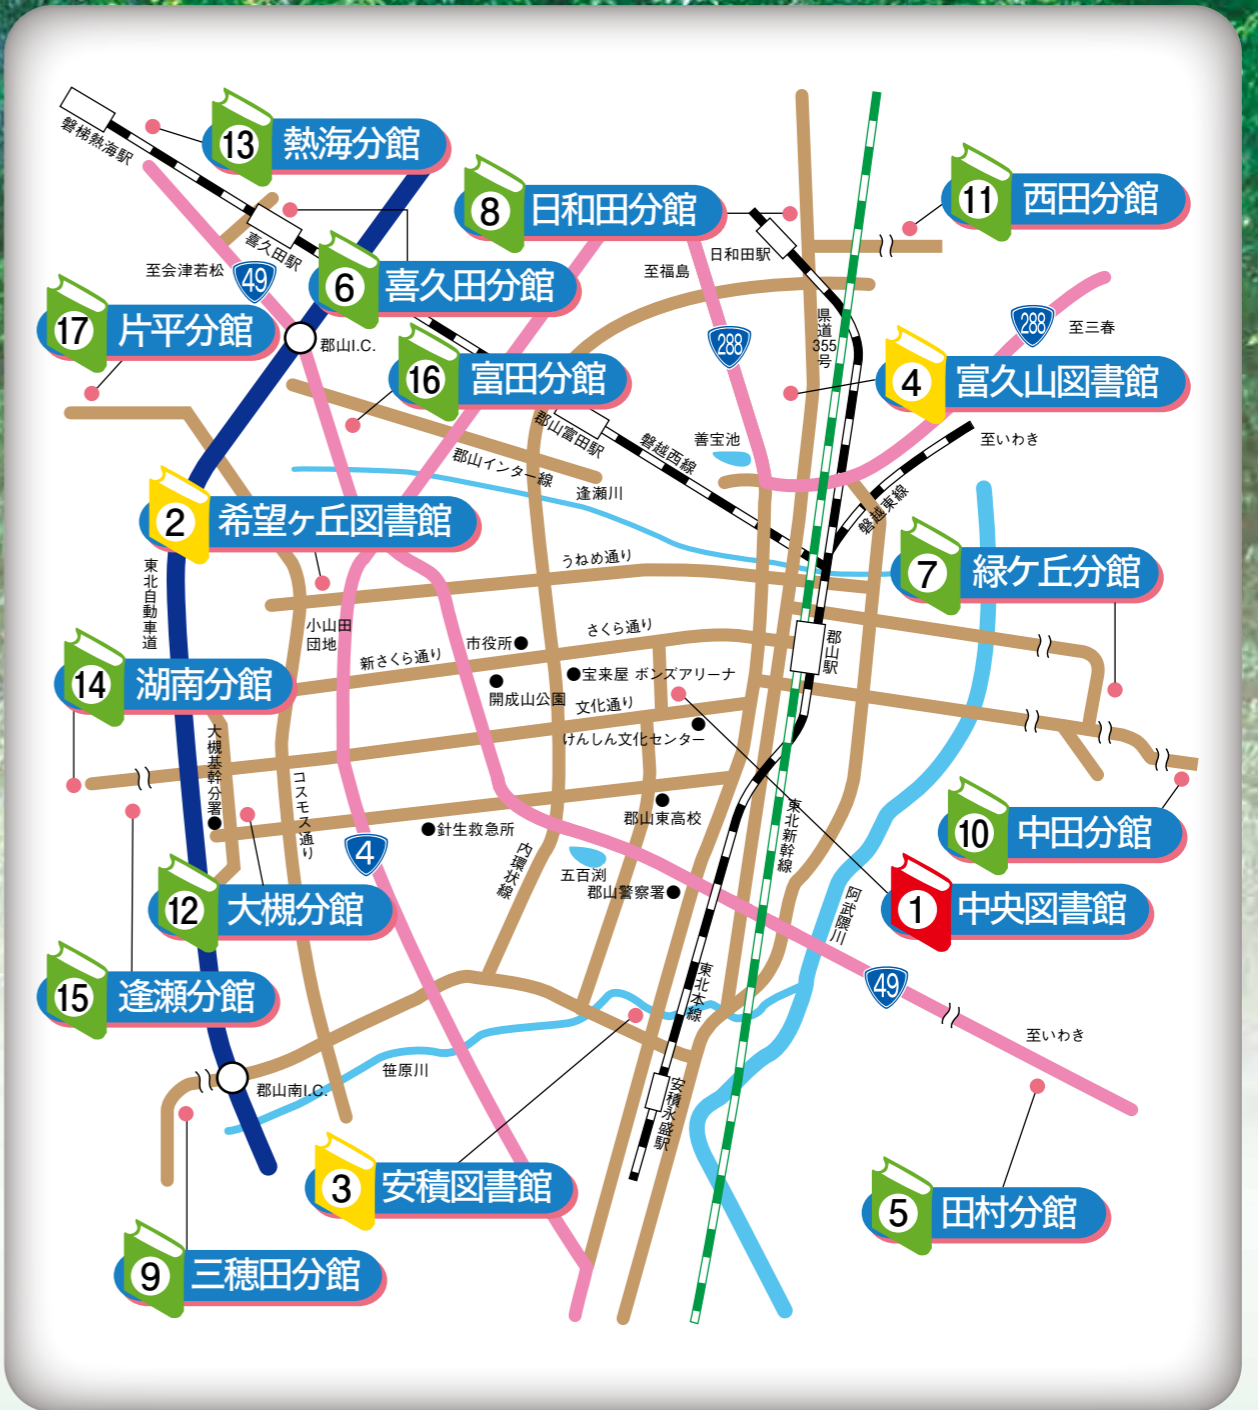 磐梯熱海駅
13 熱海分館
8 日和田分館
11 西田分館
喜久田駅
至会津若松
49
6 喜久田分館
至福島
日和田駅
17 片平分館
郡山I.C.
288
県道355号
288
至三春
16 富田分館
4 富久山図書館
郡山富田駅
磐越西線
善宝池
至いわき
郡山インター線
逢瀬川
磐越東線
2 希望ヶ丘図書館
東北自動車道
うねめ通り
7 緑ケ丘分館
小山田
団地
市役所
さくら通り
郡山駅
新さくら通り
14 湖南分館
宝来屋 ボンズアリーナ
開成山公園
文化通り
けんしん文化センター
大槻基幹分署
コスモス通り
針生救急所
郡山東高校
東北新幹線
10 中田分館
4
内環状線
五百渕
郡山警察署
阿武隈川
12 大槻分館
1 中央図書館
15 逢瀬分館
東北本線
49
至いわき
笹原川
郡山南I.C.
安積永盛駅
3 安積図書館
5 田村分館
9 三穂田分館